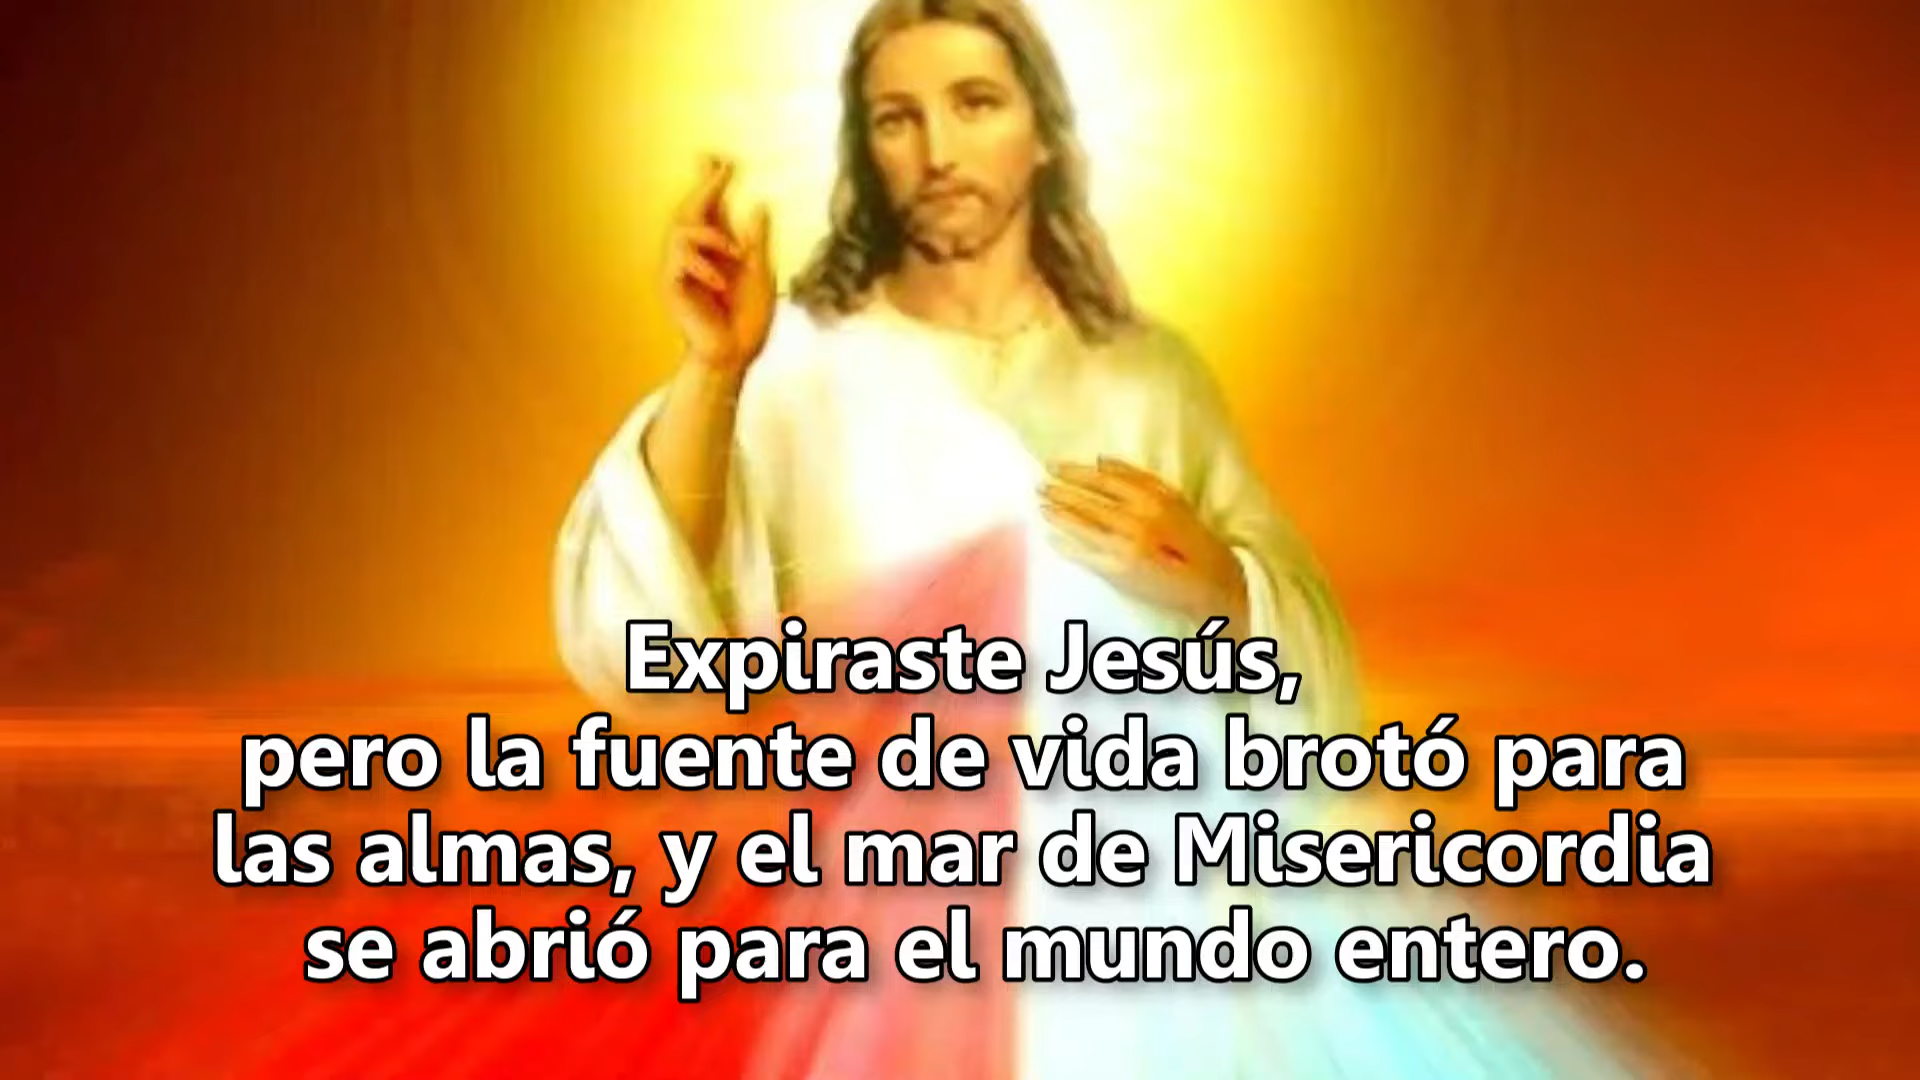 Expiraste Jesús,
pero la fuente de vida brotó para
las almas, y el mar de Misericordia
se abrió para el mundo entero.